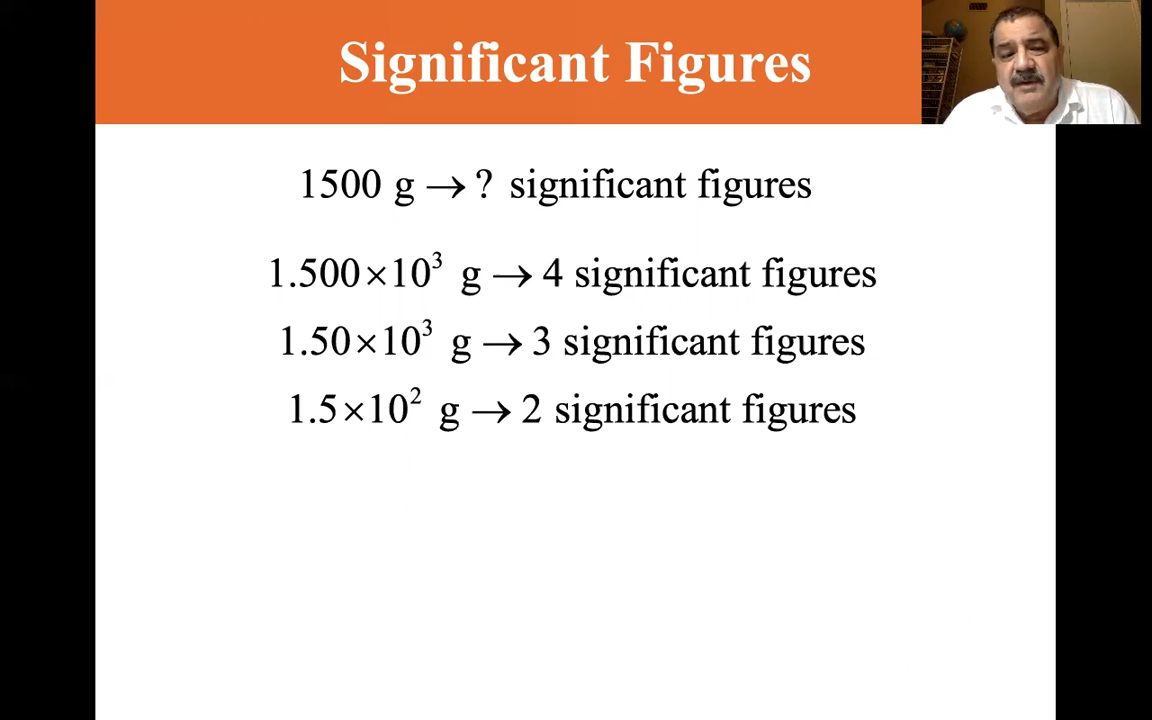 Significant Figures
1500 g → ? significant figures
1.500×10³ g → 4 significant figures
1.50×10³ g → 3 significant figures
1.5×10² g → 2 significant figures